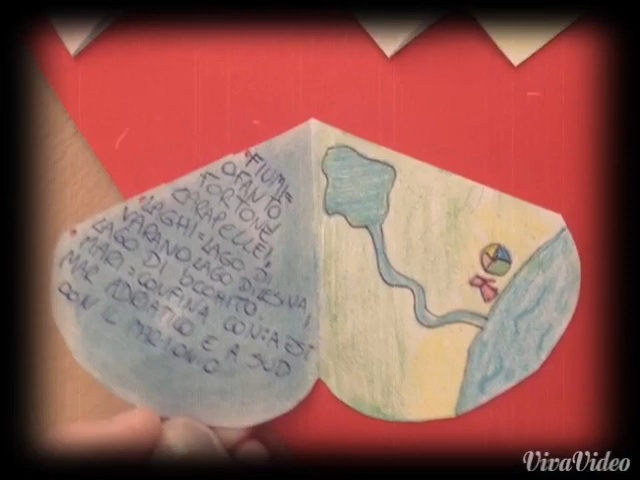 FIUMI=
OFANTO
FORTORE
CARAPELLE,
LAGHI=LAGO DI
VARANO,LAGO DI LESINA,
LAGO DI OCCHITO.
MARI=CONFINA CON:A EST
MAR ADRIATICO E A SUD
CON IL MAR IONIO
VivaVideo